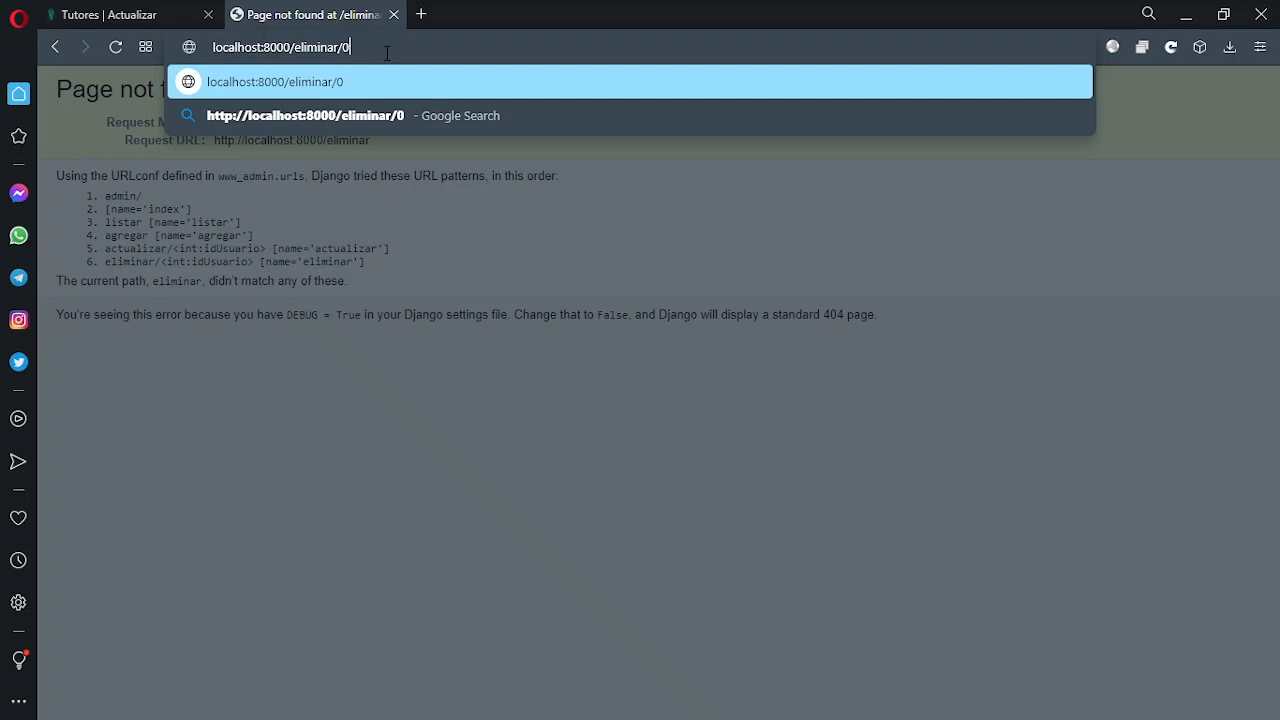 Tutores | Actualizar
Page not found at /elimina
localhost:8000/eliminar/0
localhost:8000/eliminar/0
http://localhost:8000/eliminar/0 - Google Search
Page not f
Request M
Request URL: http://localhost:8000/eliminar
Using the URLconf defined in www_admin.urls, Django tried these URL patterns, in this order:
1. admin/
2. [name='index']
3. listar [name='listar']
4. agregar [name='agregar']
5. actualizar/<int:idUsuario> [name='actualizar']
6. eliminar/<int:idUsuario> [name='eliminar']
The current path, eliminar, didn't match any of these.
You're seeing this error because you have DEBUG = True in your Django settings file. Change that to False, and Django will display a standard 404 page.